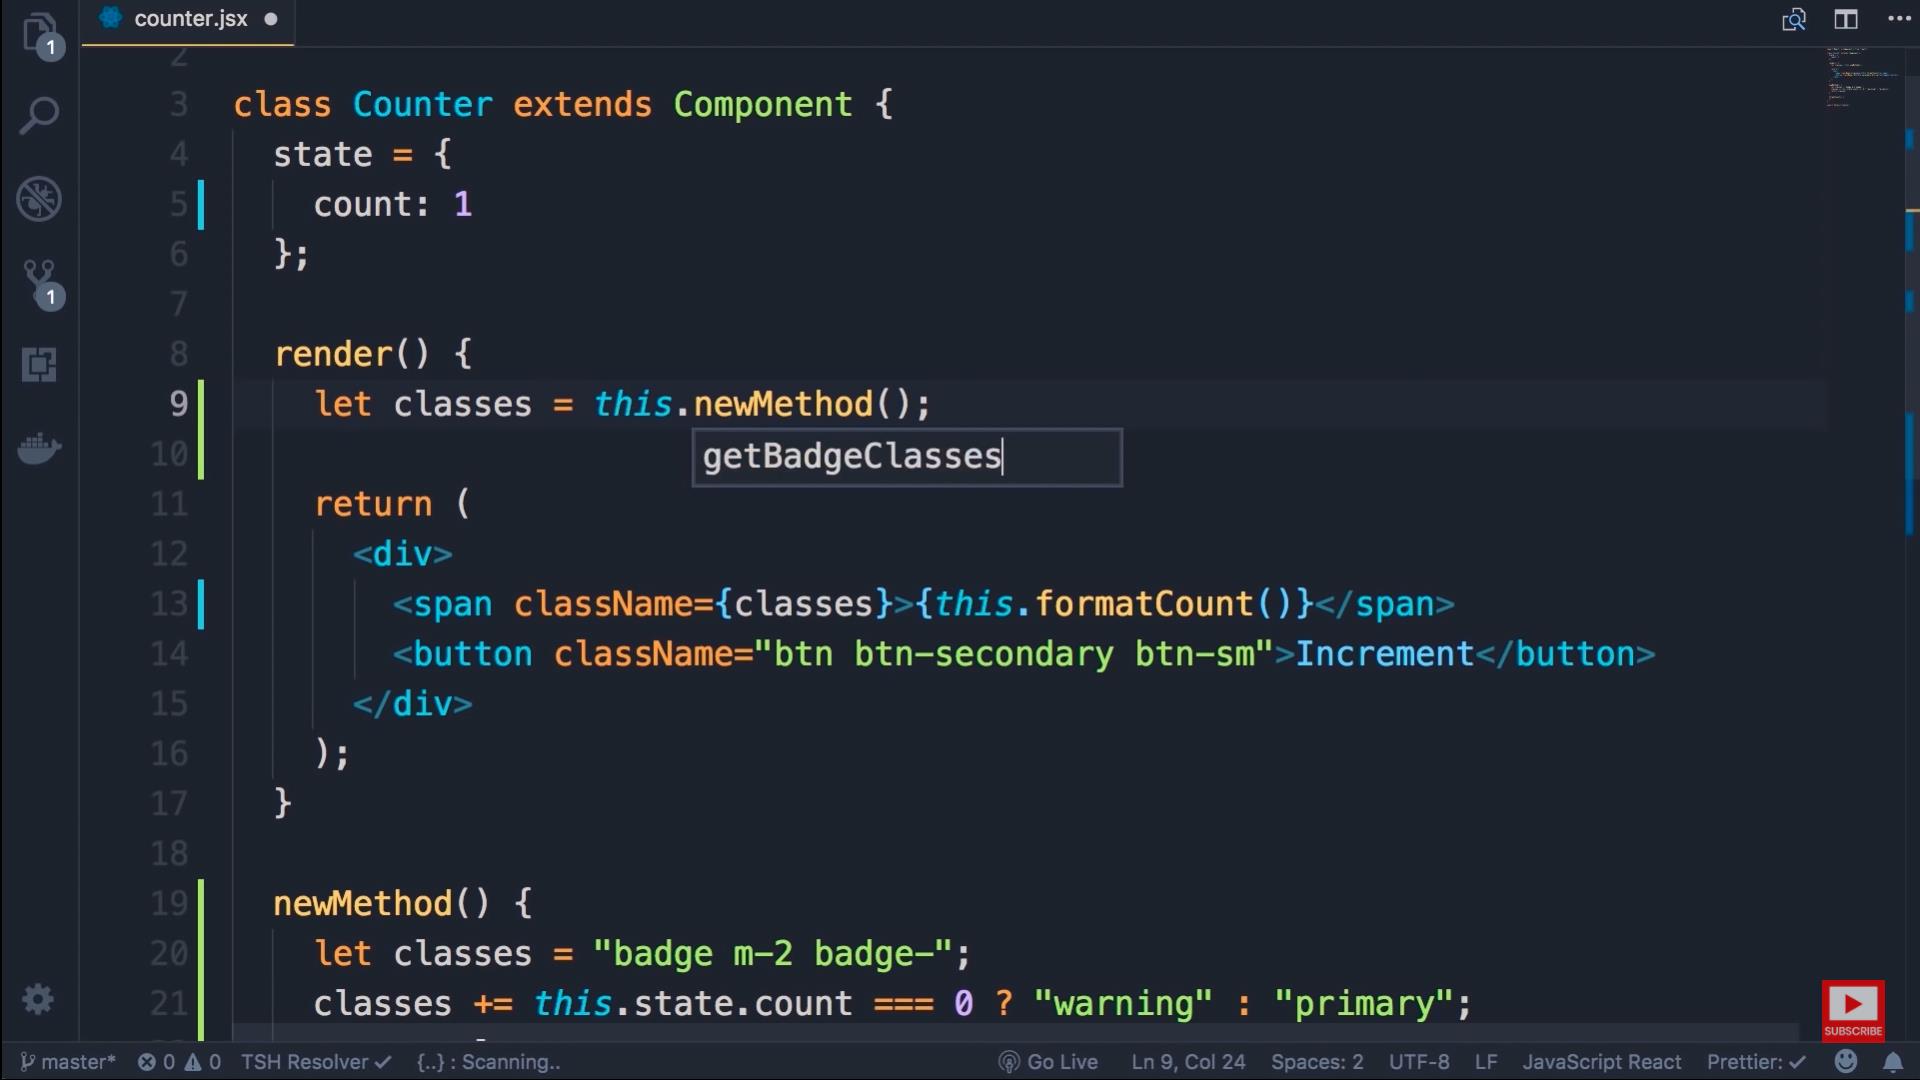 1
counter.jsx
2
3 class Counter extends Component {
4 state = {
5 count: 1
6 };
7
8 render() {
9 let classes = this.newMethod();
10
getBadgeClasses
11 return (
12 <div>
13 <span className={classes}>{this.formatCount()}</span>
14 <button className="btn btn-secondary btn-sm">Increment</button>
15 </div>
16 );
17 }
18
19 newMethod() {
20 let classes = "badge m-2 badge-";
21 classes += this.state.count === 0 ? "warning" : "primary";
1
SUBSCRIBE
master* 0 0 TSH Resolver ✓ {..} : Scanning.. Go Live Ln 9, Col 24 Spaces: 2 UTF-8 LF JavaScript React Prettier: ✓